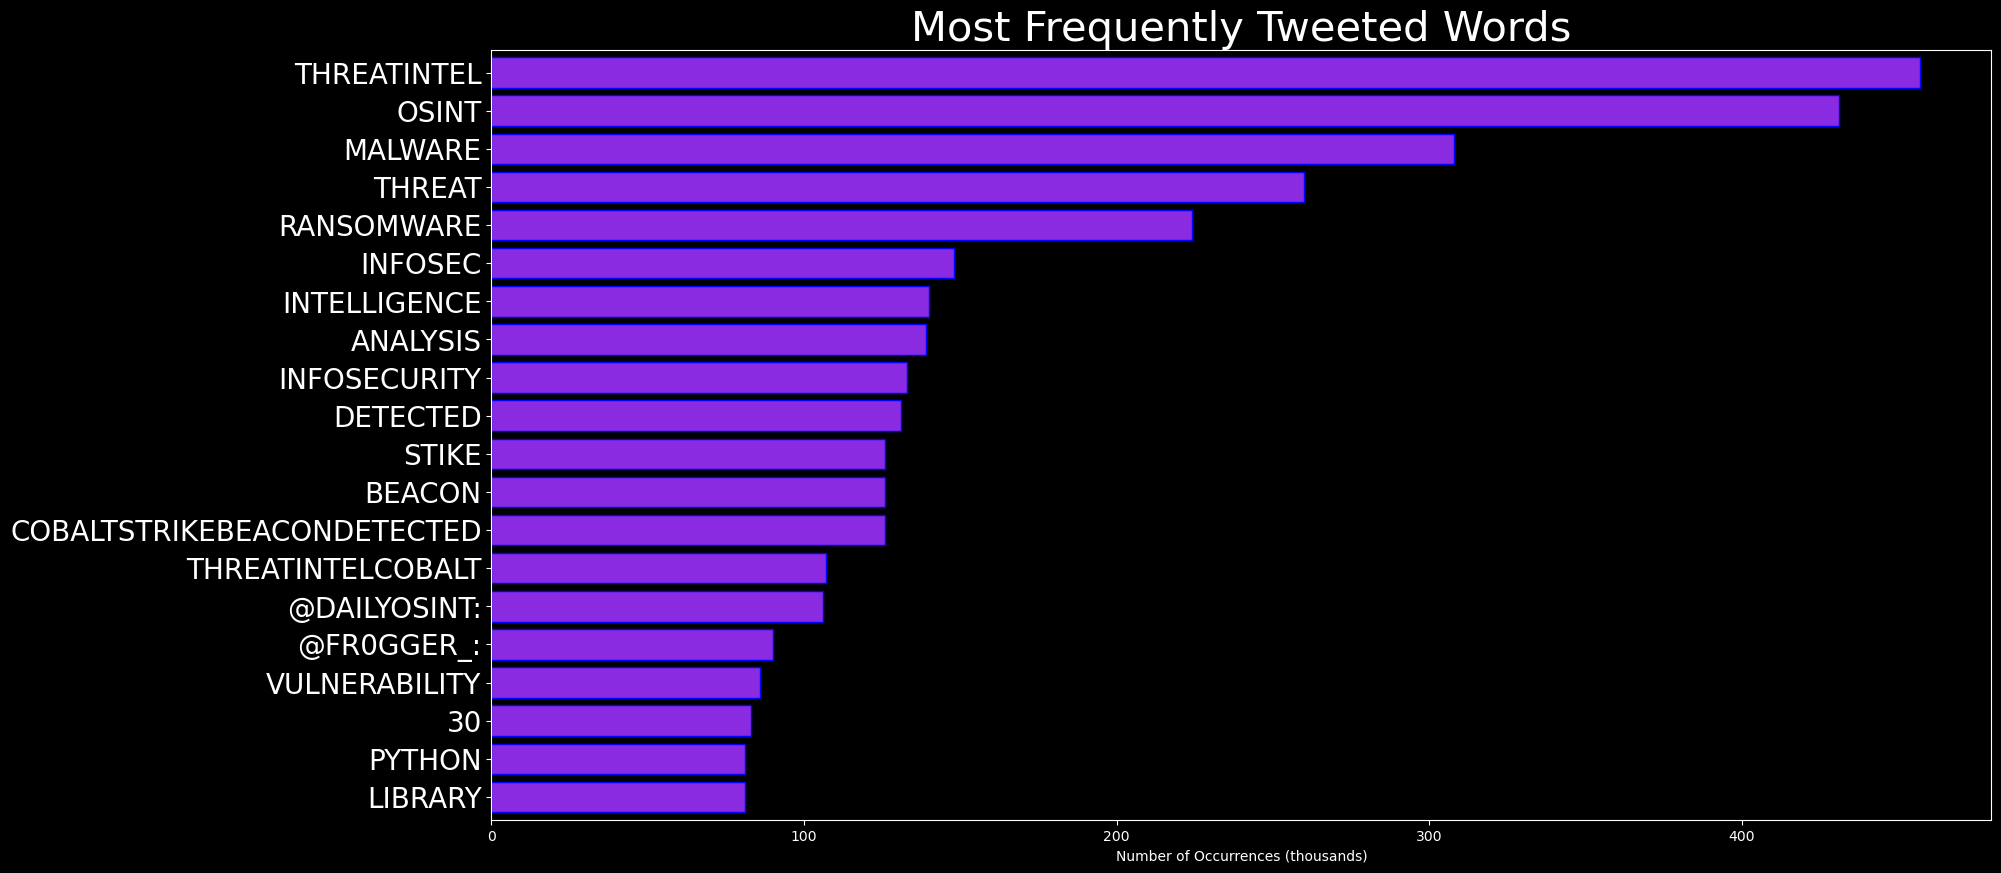 Most Frequently Tweeted Words
THREATINTEL
OSINT
MALWARE
THREAT
RANSOMWARE
INFOSEC
INTELLIGENCE
ANALYSIS
INFOSECURITY
DETECTED
STIKE
BEACON
COBALTSTRIKEBEACONDETECTED
THREATINTELCOBALT
@DAILYOSINT:
@FR0GGER_:
VULNERABILITY
30
PYTHON
LIBRARY
0 100 200 300 400
Number of Occurrences (thousands)